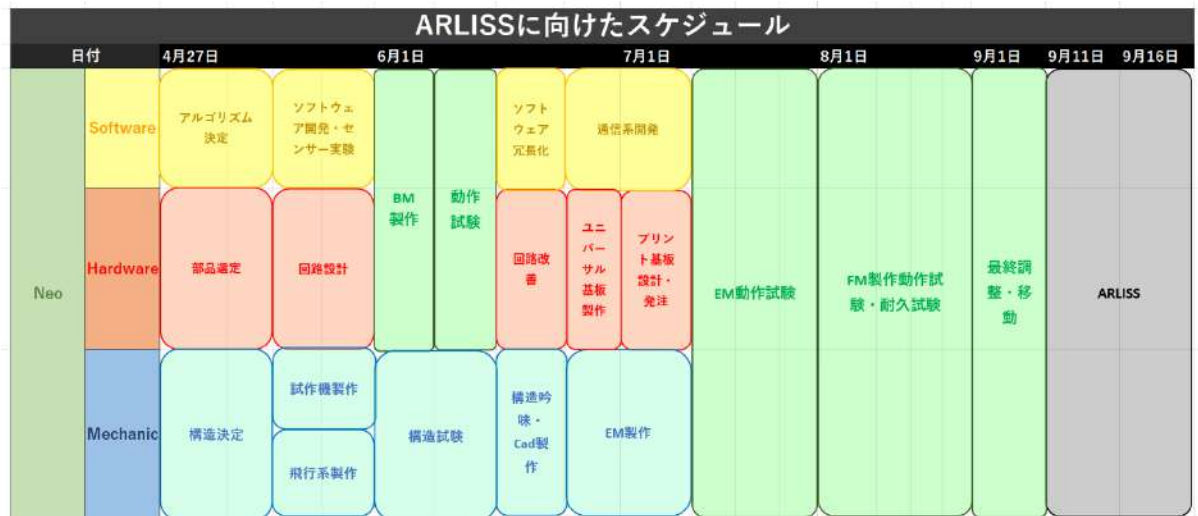 ARLISSに向けたスケジュール
日付 4月27日 6月1日 7月1日 8月1日 9月1日 9月11日 9月16日
Neo
Software
アルゴリズム
決定
ソフトウェ
ア開発・セ
ンサー実験
BM
製作
動作
試験
ソフト
ウェア
冗長化
通信系開発
Hardware
部品選定
回路設計
回路改
善
ユニ
バー
サル
基板
製作
プリン
ト基板
設計・
発注
EM動作試験
FM製作動作試
験・耐久試験
最終調
整・移
動
ARLISS
Mechanic
構造決定
試作機製作
飛行系製作
構造試験
構造吟
味・
Cad製
作
EM製作